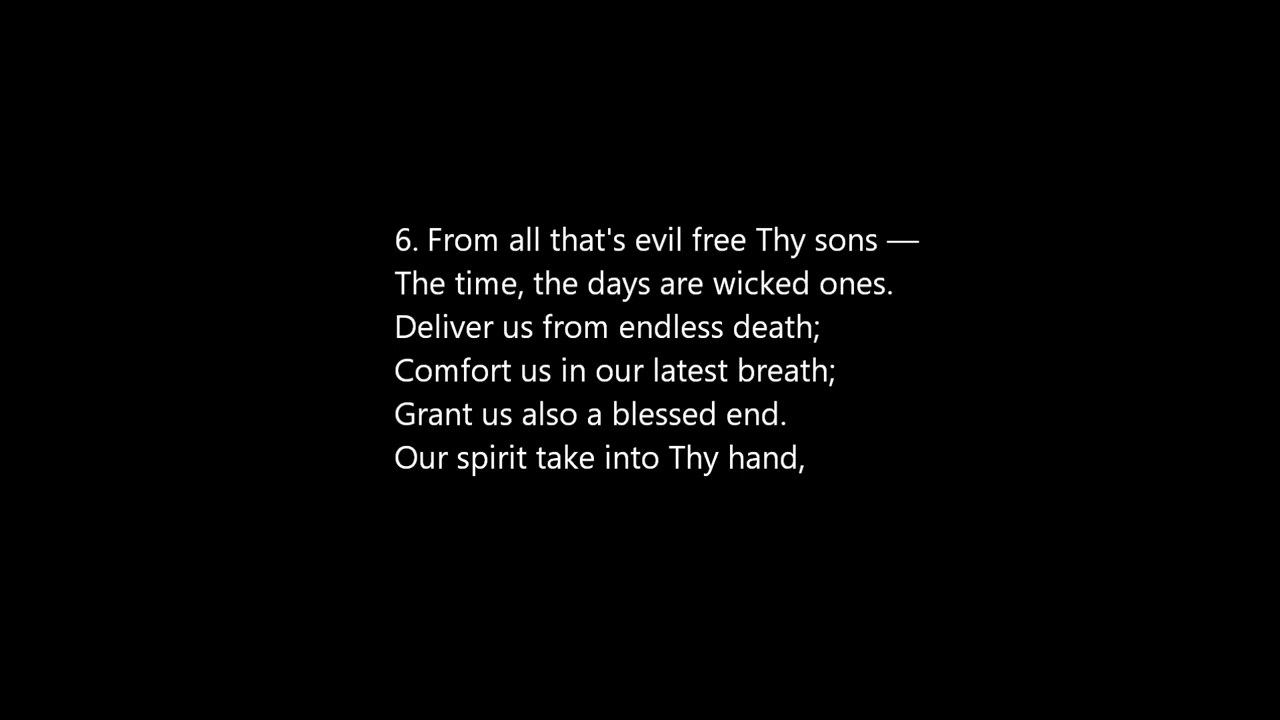 6. From all that's evil free Thy sons —
The time, the days are wicked ones.
Deliver us from endless death;
Comfort us in our latest breath;
Grant us also a blessed end.
Our spirit take into Thy hand,